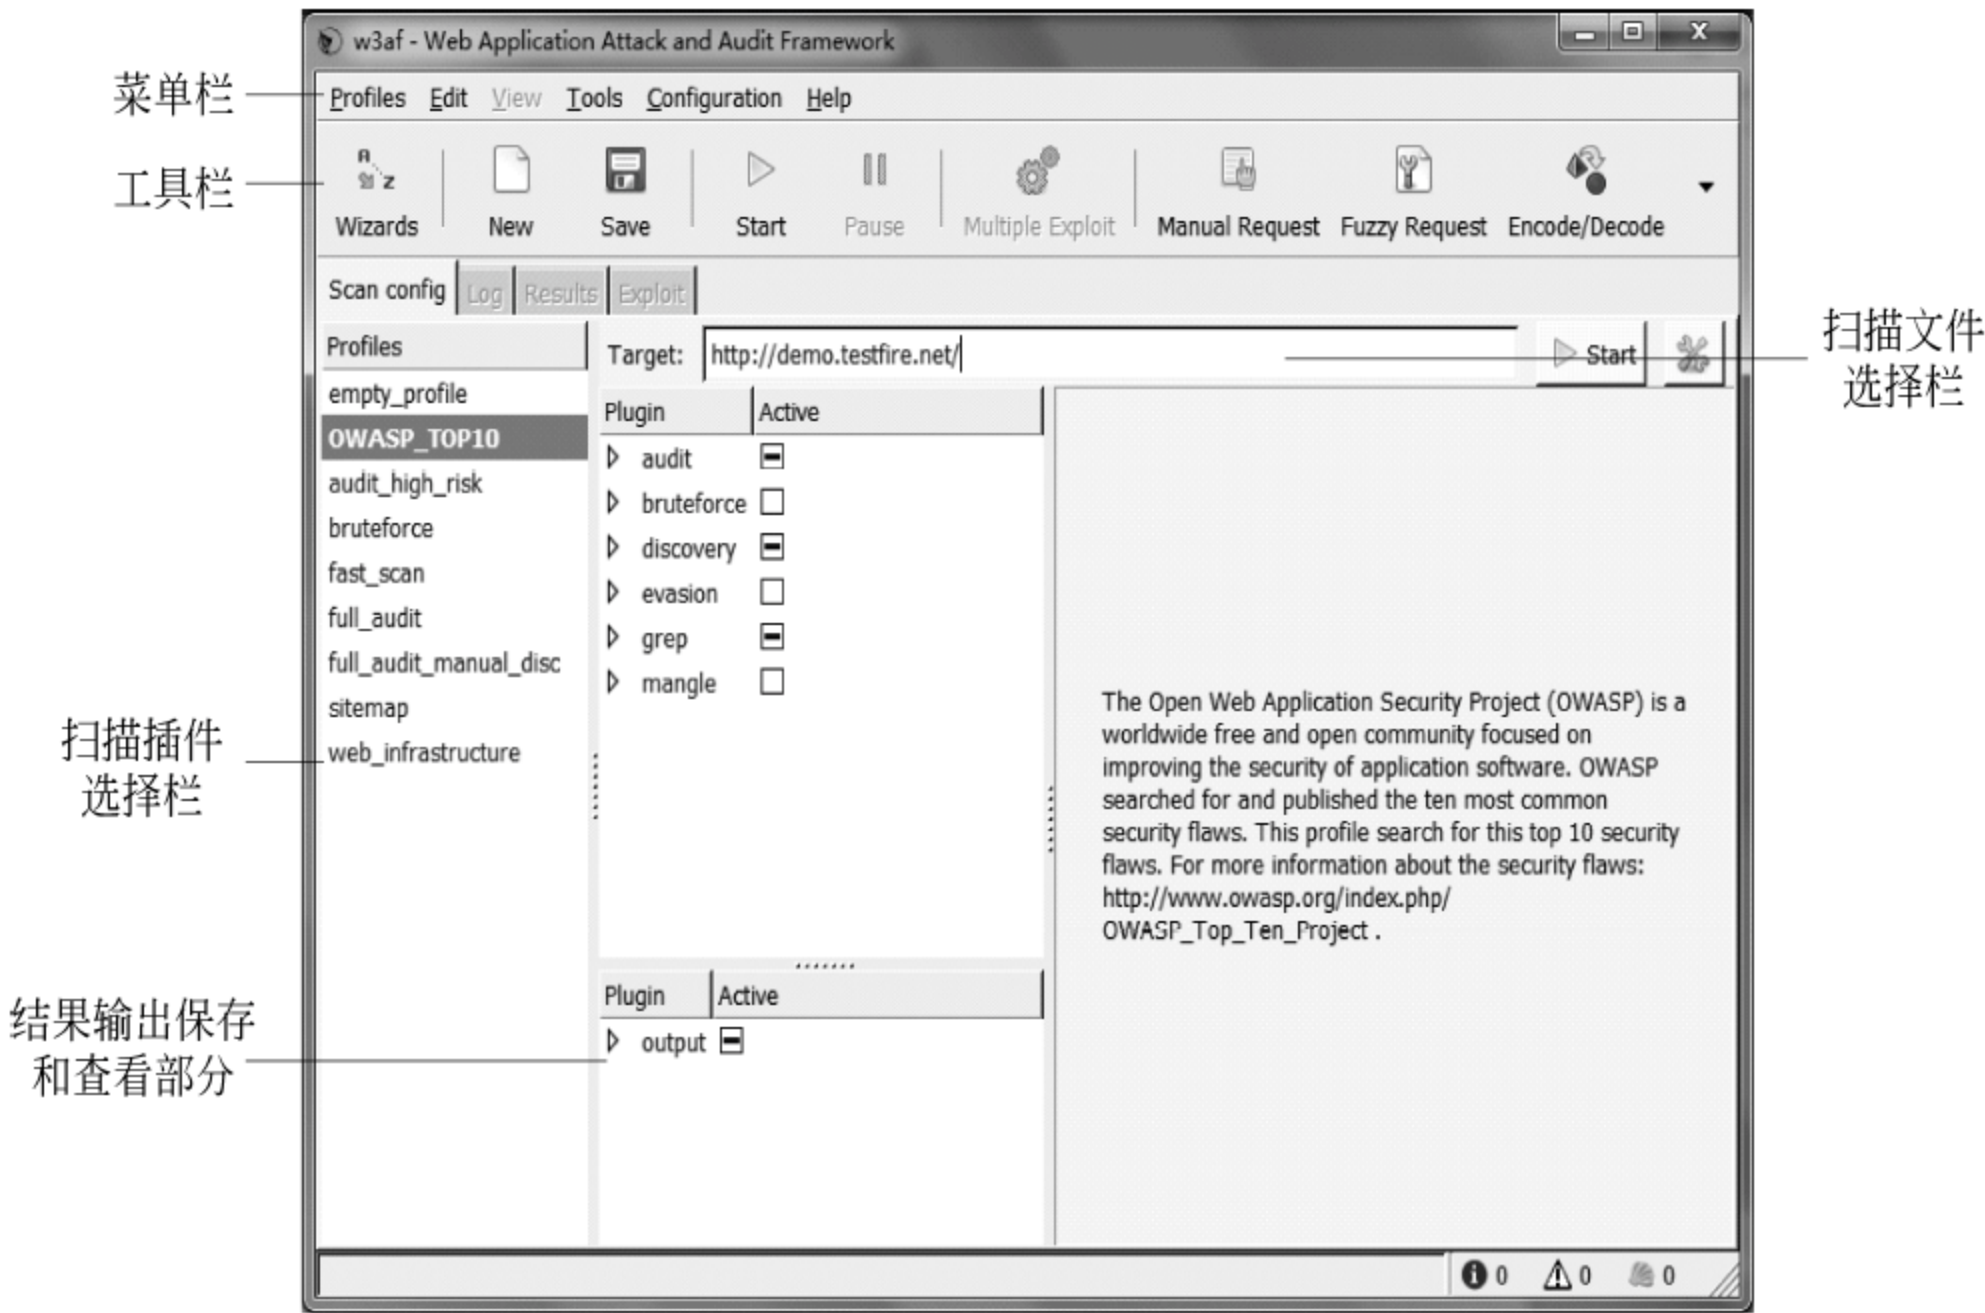 w3af - Web Application Attack and Audit Framework
菜单栏
Profiles Edit View Tools Configuration Help
工具栏
Wizards New Save Start Pause Multiple Exploit Manual Request Fuzzy Request Encode/Decode
Scan config Log Results Exploit
Profiles
empty_profile
OWASP_TOP10
audit_high_risk
bruteforce
fast_scan
full_audit
full_audit_manual_disc
sitemap
web_infrastructure
扫描插件
选择栏
Target: http://demo.testfire.net/ Start
扫描文件
选择栏
Plugin Active
audit
bruteforce
discovery
evasion
grep
mangle
The Open Web Application Security Project (OWASP) is a
worldwide free and open community focused on
improving the security of application software. OWASP
searched for and published the ten most common
security flaws. This profile search for this top 10 security
flaws. For more information about the security flaws:
http://www.owasp.org/index.php/
OWASP_Top_Ten_Project .
Plugin Active
output
结果输出保存
和查看部分
0 0 0